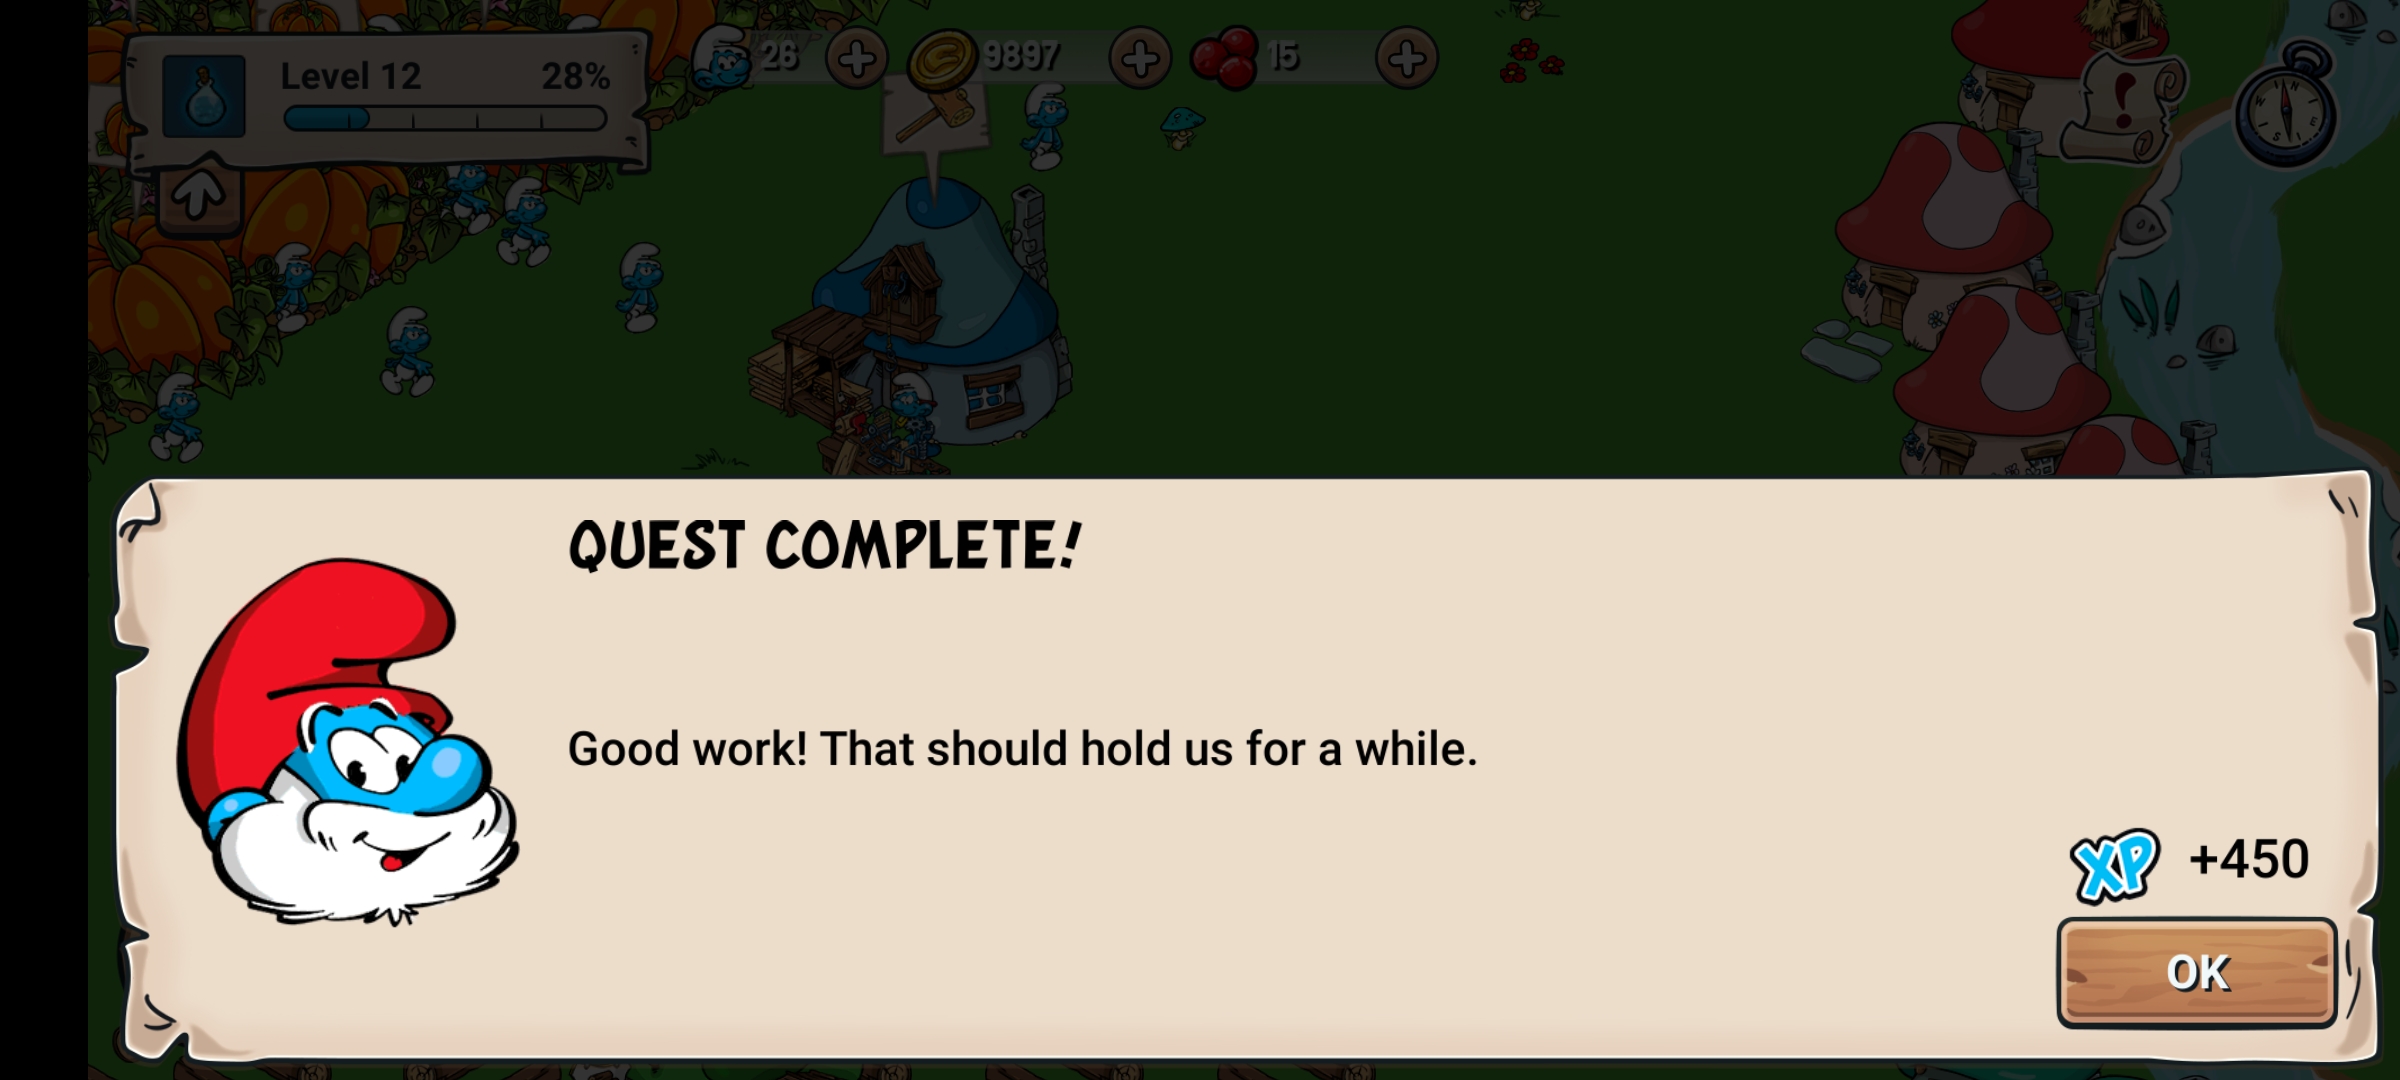 Level 12 28%
26 9897 15
QUEST COMPLETE!
Good work! That should hold us for a while.
XP +450
OK